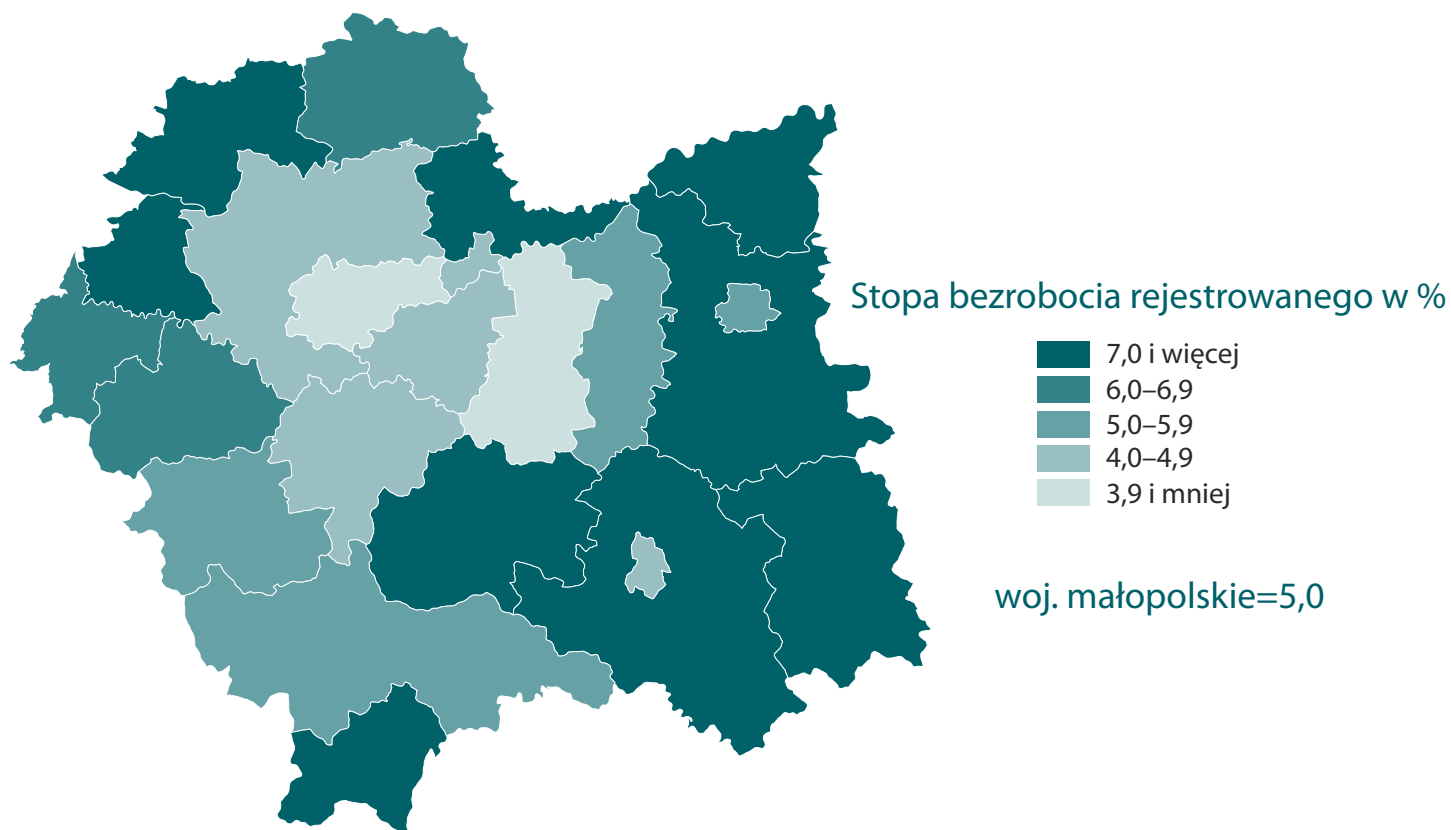 Stopa bezrobocia rejestrowanego w %
7,0 i więcej
6,0–6,9
5,0–5,9
4,0–4,9
3,9 i mniej
woj. małopolskie=5,0